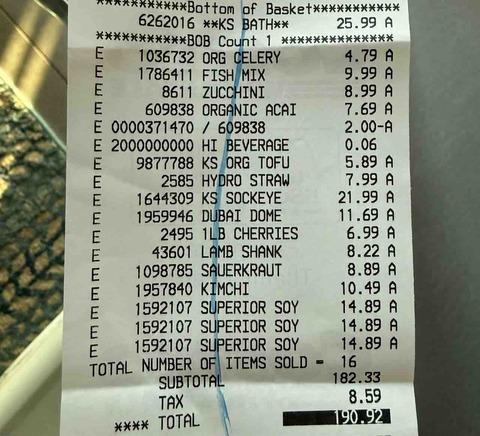 ***********Bottom of Basket**********
6262016 **KS BATH** 25.99 A
***********BOB Count 1 **************
E 1036732 ORG CELERY 4.79 A
E 1786411 FISH MIX 9.99 A
E 8611 ZUCCHINI 8.99 A
E 609838 ORGANIC ACAI 7.69 A
E 0000371470 / 609838 2.00-A
E 2000000000 HI BEVERAGE 0.06
E 9877788 KS ORG TOFU 5.89 A
E 2585 HYDRO STRAW 7.99 A
E 1644309 KS SOCKEYE 21.99 A
E 1959946 DUBAI DOME 11.69 A
E 2495 1LB CHERRIES 6.99 A
E 43601 LAMB SHANK 8.22 A
E 1098785 SAUERKRAUT 8.89 A
E 1957840 KIMCHI 10.49 A
E 1592107 SUPERIOR SOY 14.89 A
E 1592107 SUPERIOR SOY 14.89 A
E 1592107 SUPERIOR SOY 14.89 A
TOTAL NUMBER OF ITEMS SOLD = 16
SUBTOTAL 182.33
TAX 8.59
**** TOTAL 190.92